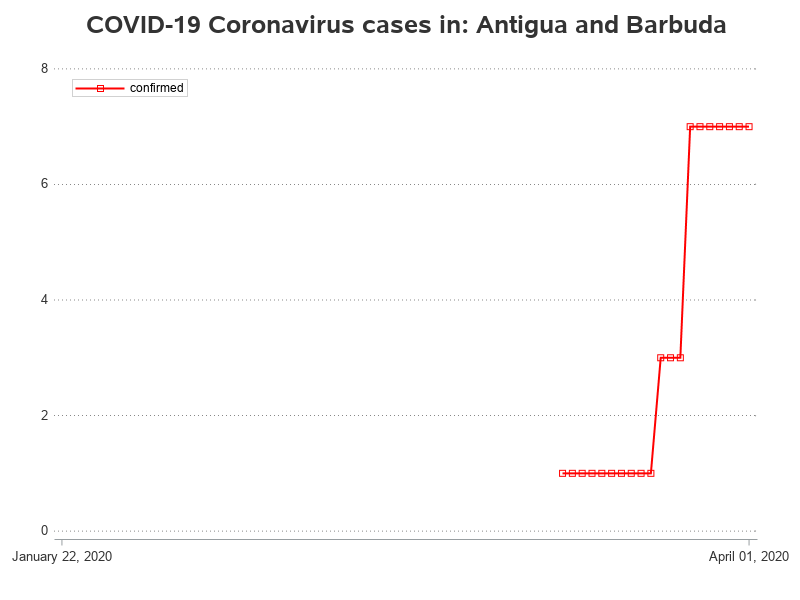 COVID-19 Coronavirus cases in: Antigua and Barbuda
8
confirmed
6
4
2
0
January 22, 2020
April 01, 2020